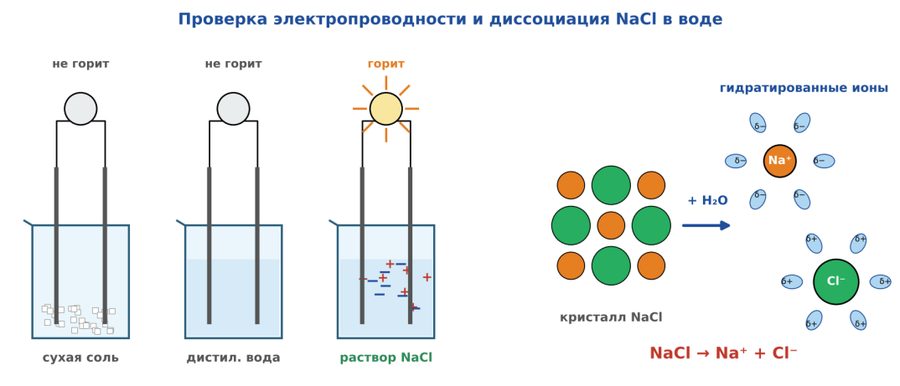 Проверка электропроводности и диссоциация NaCl в воде
не горит
не горит
горит
сухая соль
дистил. вода
раствор NaCl
+ + + + + +
− − − − − −
кристалл NaCl
+ H₂O
гидратированные ионы
δ− δ−
δ− Na⁺ δ−
δ− δ−
δ+ δ+
δ+ Cl⁻ δ+
δ+ δ+
NaCl → Na⁺ + Cl⁻